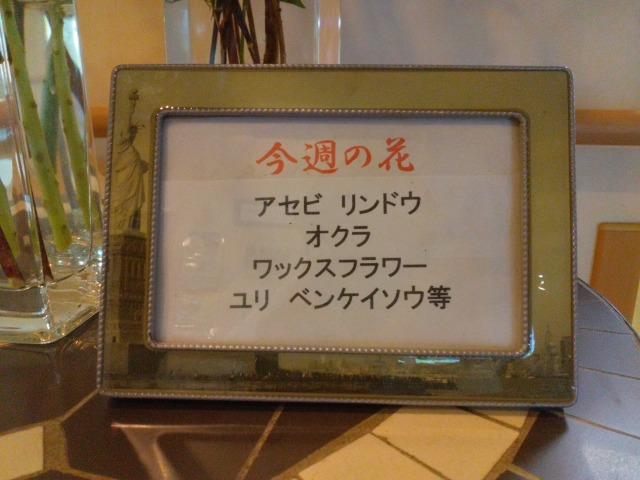 今週の花
アセビ リンドウ
オクラ
ワックスフラワー
ユリ ベンケイソウ等